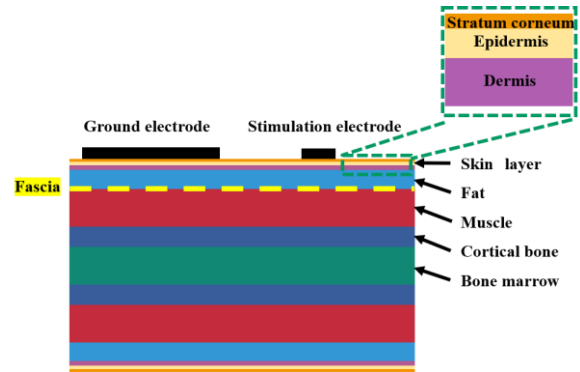 Stratum corneum
Epidermis
Dermis
Ground electrode
Stimulation electrode
Skin layer
Fascia
Fat
Muscle
Cortical bone
Bone marrow